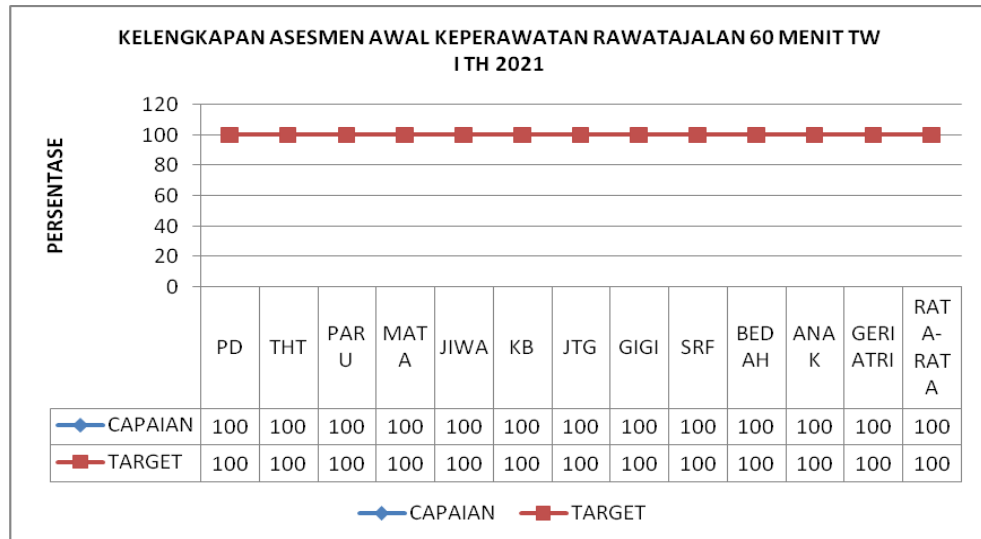 KELENGKAPAN ASESMEN AWAL KEPERAWATAN RAWATAJALAN 60 MENIT TW
I TH 2021
PERSENTASE
120
100
80
60
40
20
0
PD THT PAR MAT JIWA KB JTG GIGI SRF BED ANA GERI RAT
U A AH K ATRI A-
RAT
A
CAPAIAN 100 100 100 100 100 100 100 100 100 100 100 100 100
TARGET 100 100 100 100 100 100 100 100 100 100 100 100 100
CAPAIAN TARGET